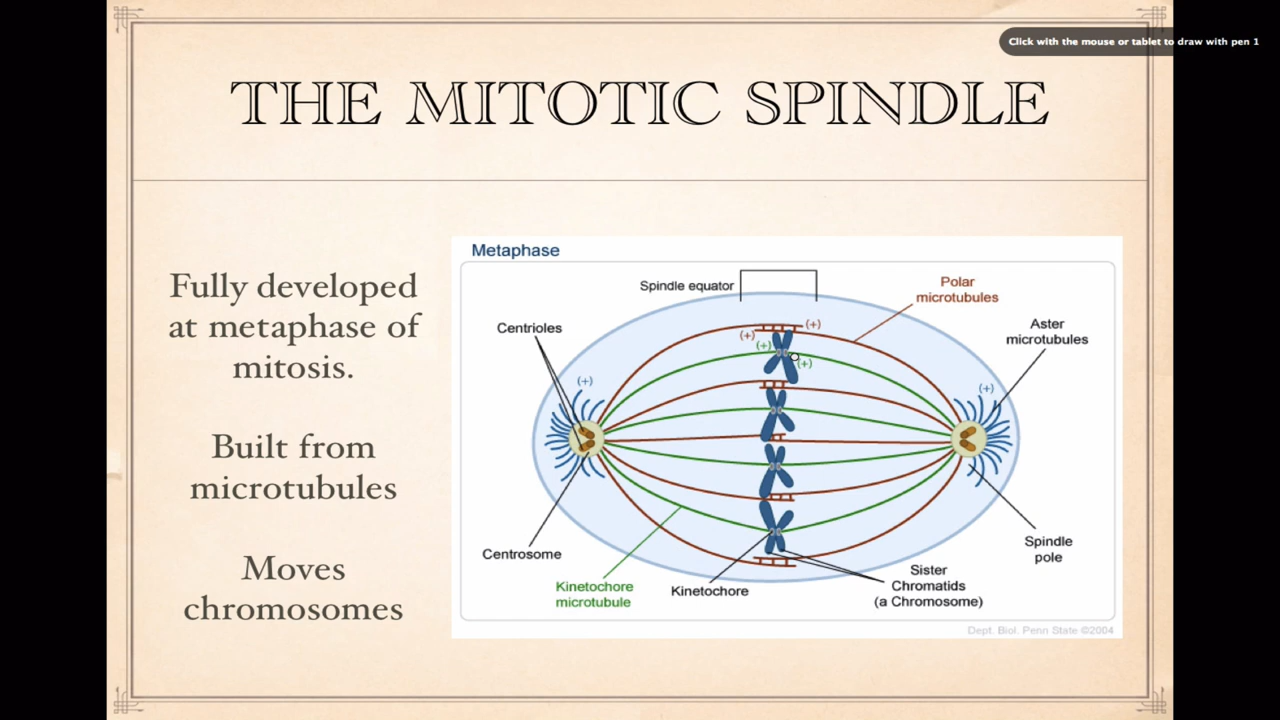 Click with the mouse or tablet to draw with pen 1
THE MITOTIC SPINDLE
Fully developed
at metaphase of
mitosis.
Built from
microtubules
Moves
chromosomes
Metaphase
Spindle equator
Polar
microtubules
Centrioles
Aster
microtubules
(+)
(+)
(+)
(+)
(+)
(+)
Centrosome
Spindle
pole
Kinetochore
microtubule
Kinetochore
Sister
Chromatids
(a Chromosome)
Dept. Biol. Penn State ©2004